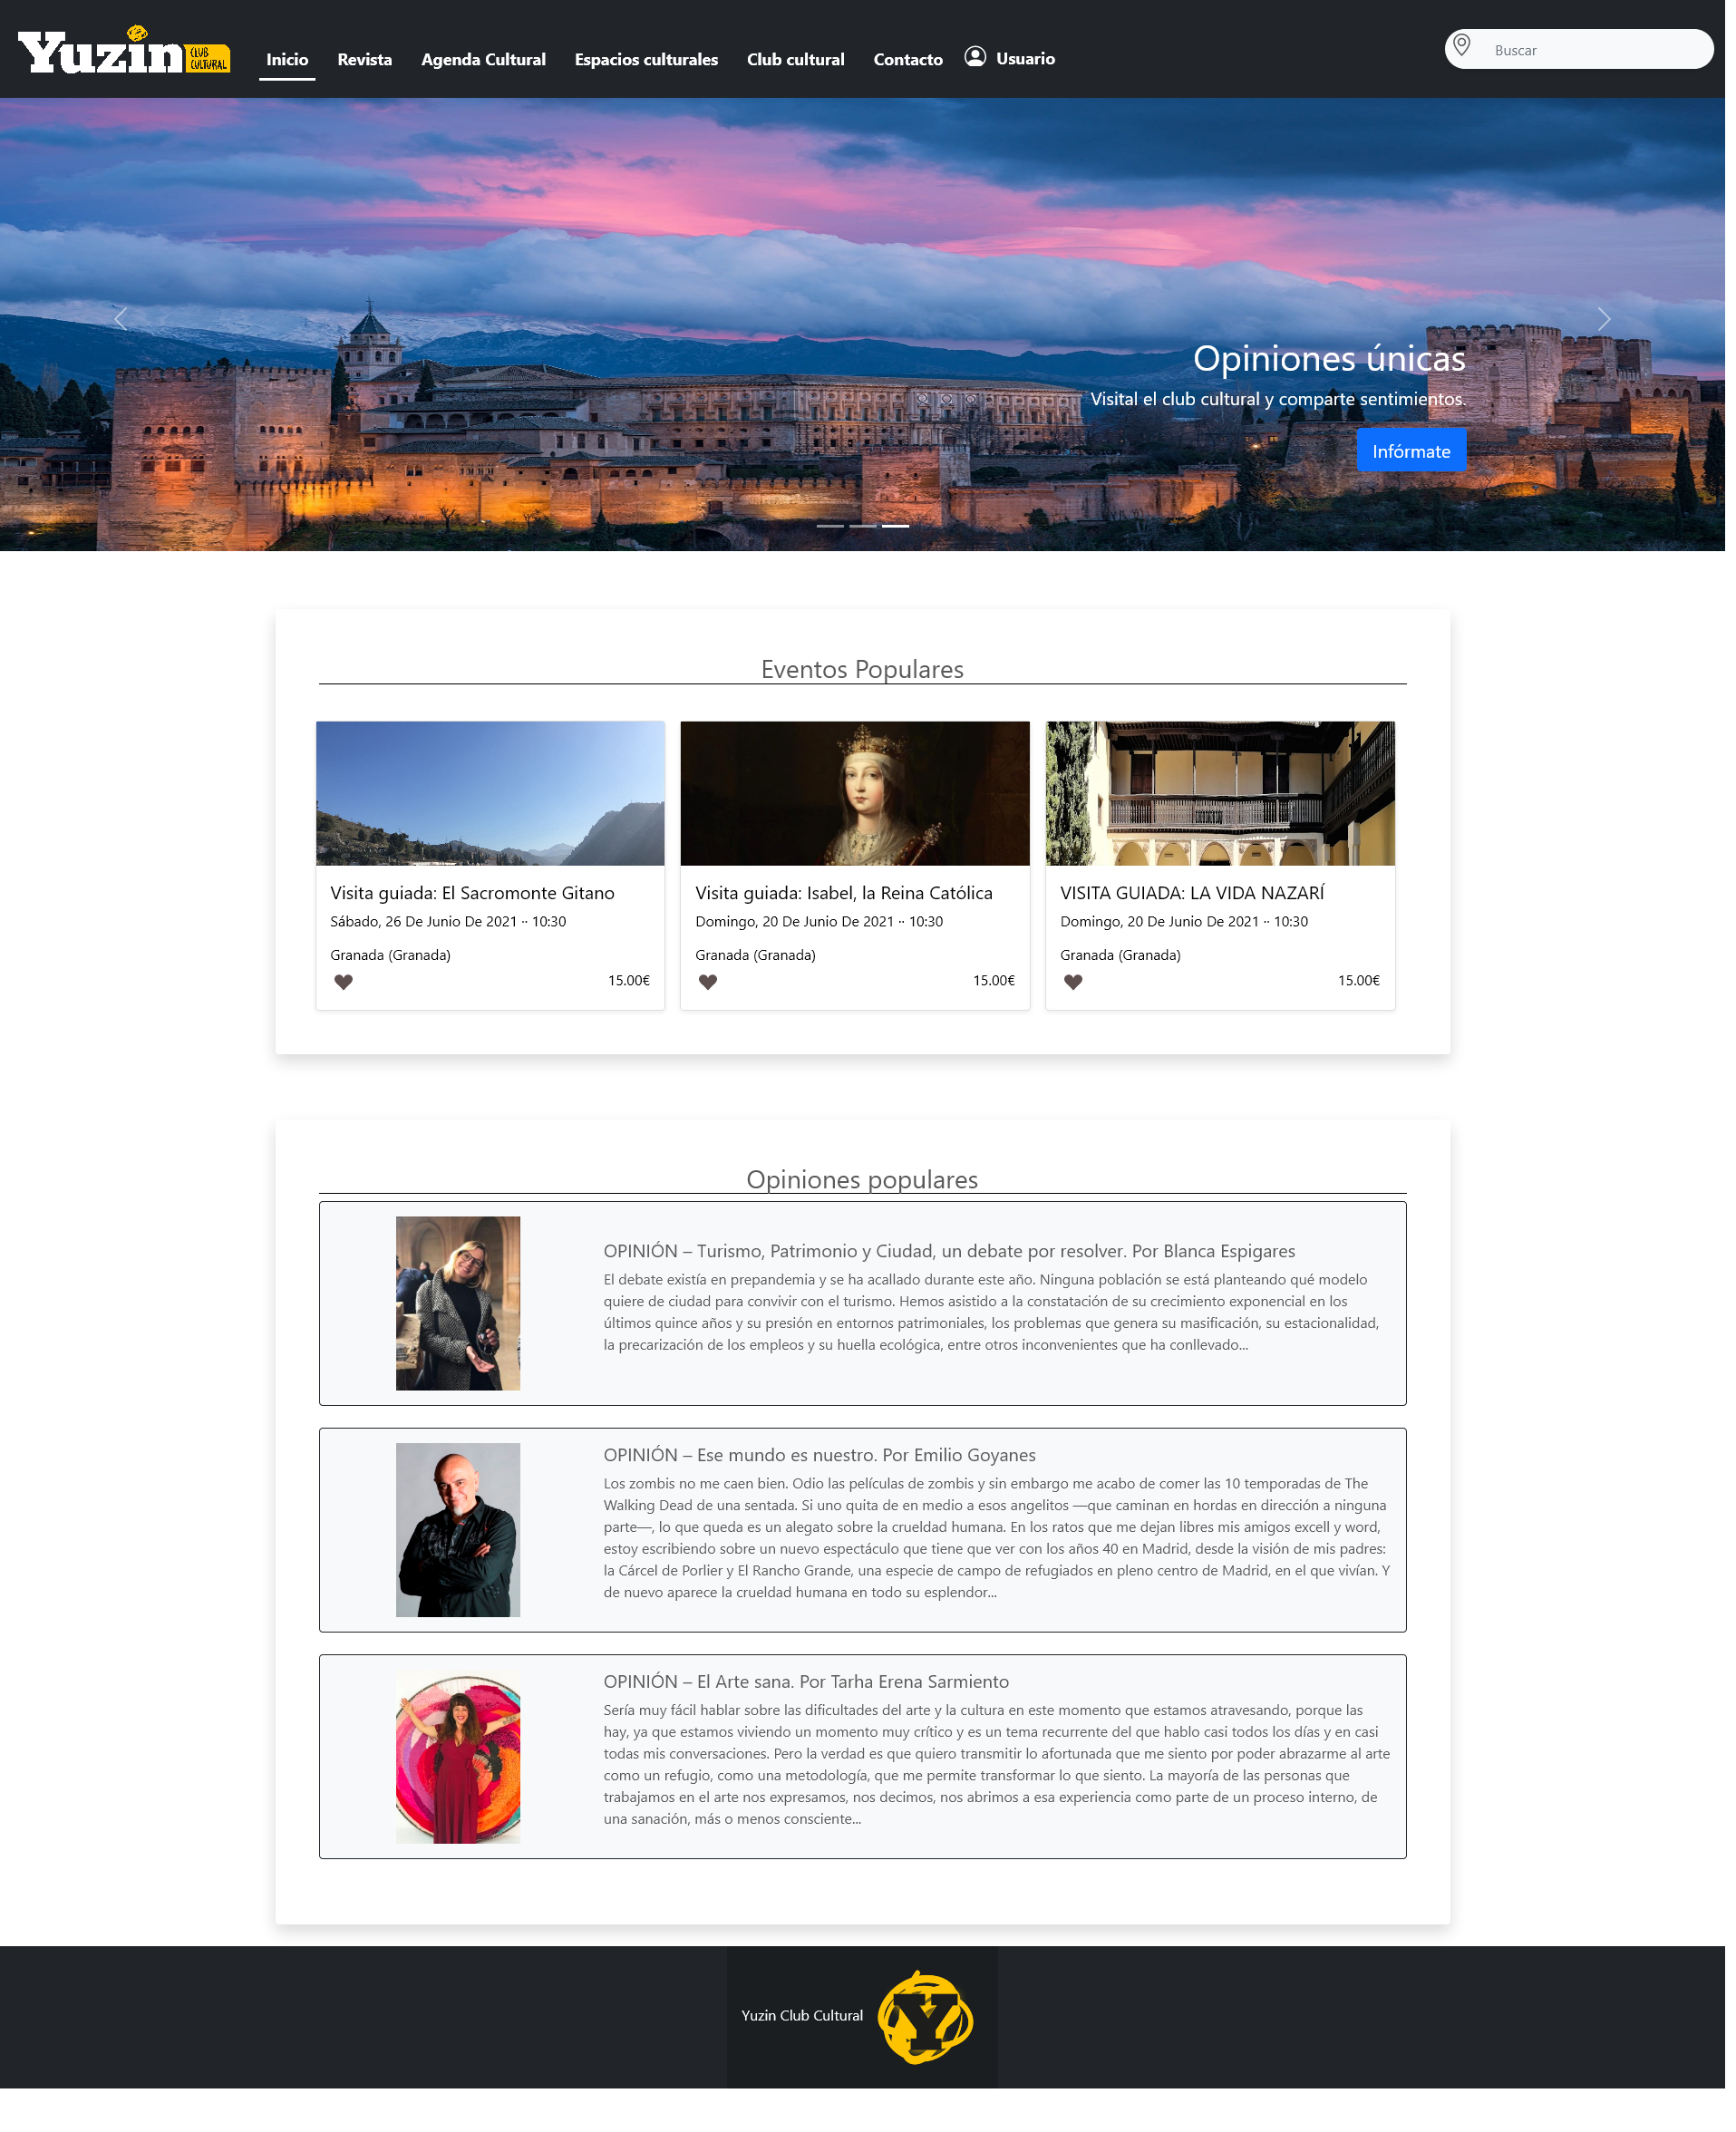 Yuzin CLUB CULTURAL
Inicio Revista Agenda Cultural Espacios culturales Club cultural Contacto Usuario Buscar
Opiniones únicas
Visital el club cultural y comparte sentimientos.
Infórmate
Eventos Populares
Visita guiada: El Sacromonte Gitano
Sábado, 26 De Junio De 2021 ·· 10:30
Granada (Granada)
15.00€
Visita guiada: Isabel, la Reina Católica
Domingo, 20 De Junio De 2021 ·· 10:30
Granada (Granada)
15.00€
VISITA GUIADA: LA VIDA NAZARÍ
Domingo, 20 De Junio De 2021 ·· 10:30
Granada (Granada)
15.00€
Opiniones populares
OPINIÓN – Turismo, Patrimonio y Ciudad, un debate por resolver. Por Blanca Espigares
El debate existía en prepandemia y se ha acallado durante este año. Ninguna población se está planteando qué modelo
quiere de ciudad para convivir con el turismo. Hemos asistido a la constatación de su crecimiento exponencial en los
últimos quince años y su presión en entornos patrimoniales, los problemas que genera su masificación, su estacionalidad,
la precarización de los empleos y su huella ecológica, entre otros inconvenientes que ha conllevado...
OPINIÓN – Ese mundo es nuestro. Por Emilio Goyanes
Los zombis no me caen bien. Odio las películas de zombis y sin embargo me acabo de comer las 10 temporadas de The
Walking Dead de una sentada. Si uno quita de en medio a esos angelitos —que caminan en hordas en dirección a ninguna
parte—, lo que queda es un alegato sobre la crueldad humana. En los ratos que me dejan libres mis amigos excell y word,
estoy escribiendo sobre un nuevo espectáculo que tiene que ver con los años 40 en Madrid, desde la visión de mis padres:
la Cárcel de Porlier y El Rancho Grande, una especie de campo de refugiados en pleno centro de Madrid, en el que vivían. Y
de nuevo aparece la crueldad humana en todo su esplendor...
OPINIÓN – El Arte sana. Por Tarha Erena Sarmiento
Sería muy fácil hablar sobre las dificultades del arte y la cultura en este momento que estamos atravesando, porque las
hay, ya que estamos viviendo un momento muy crítico y es un tema recurrente del que hablo casi todos los días y en casi
todas mis conversaciones. Pero la verdad es que quiero transmitir lo afortunada que me siento por poder abrazarme al arte
como un refugio, como una metodología, que me permite transformar lo que siento. La mayoría de las personas que
trabajamos en el arte nos expresamos, nos decimos, nos abrimos a esa experiencia como parte de un proceso interno, de
una sanación, más o menos consciente...
Yuzin Club Cultural Y